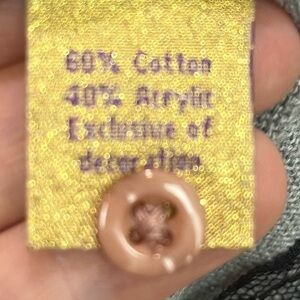 60% Cotton
40% Acrylic
Exclusive of
decoration